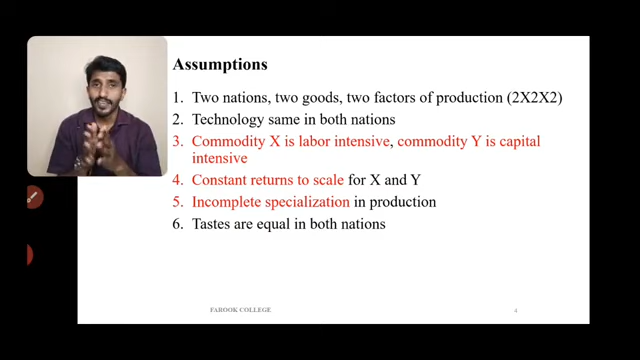 Assumptions
1. Two nations, two goods, two factors of production (2X2X2)
2. Technology same in both nations
3. Commodity X is labor intensive, commodity Y is capital
intensive
4. Constant returns to scale for X and Y
5. Incomplete specialization in production
6. Tastes are equal in both nations
FAROOK COLLEGE
4